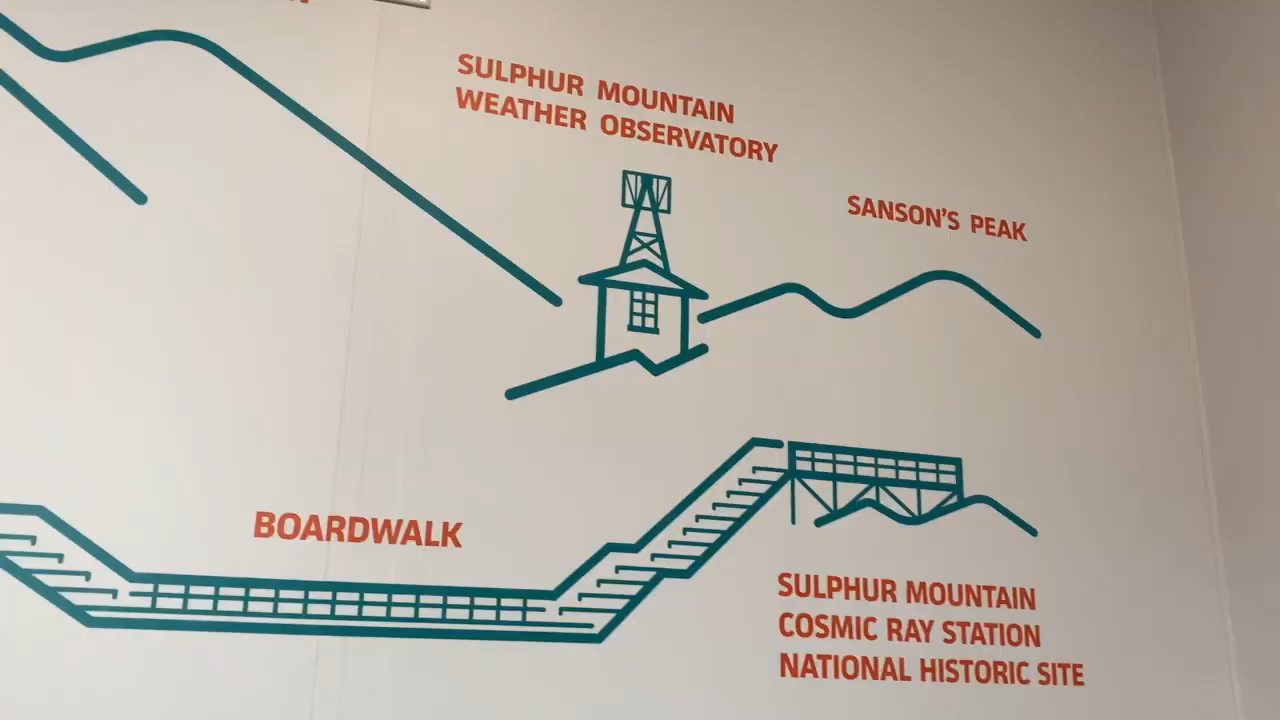 SULPHUR MOUNTAIN
WEATHER OBSERVATORY
SANSON'S PEAK
BOARDWALK
SULPHUR MOUNTAIN
COSMIC RAY STATION
NATIONAL HISTORIC SITE